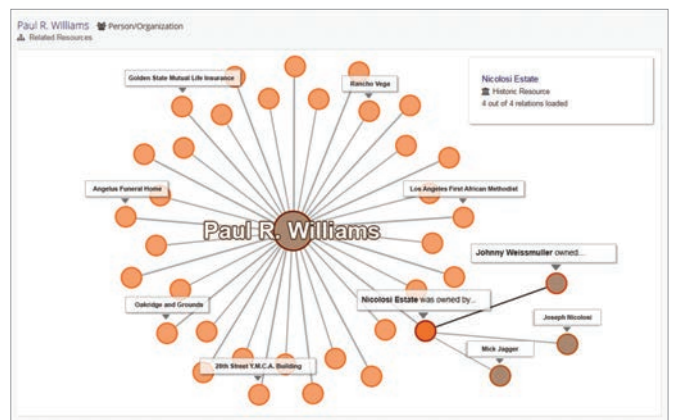 Paul R. Williams Person/Organization
Related Resources
Nicolosi Estate
Historic Resource
4 out of 4 relations loaded
Golden State Mutual Life Insurance
Rancho Vega
Angelus Funeral Home
Los Angeles First African Methodist
Paul R. Williams
Johnny Weissmuller owned...
Nicolosi Estate was owned by...
Oakridge and Grounds
Joseph Nicolosi
Mick Jagger
28th Street Y.M.C.A. Building